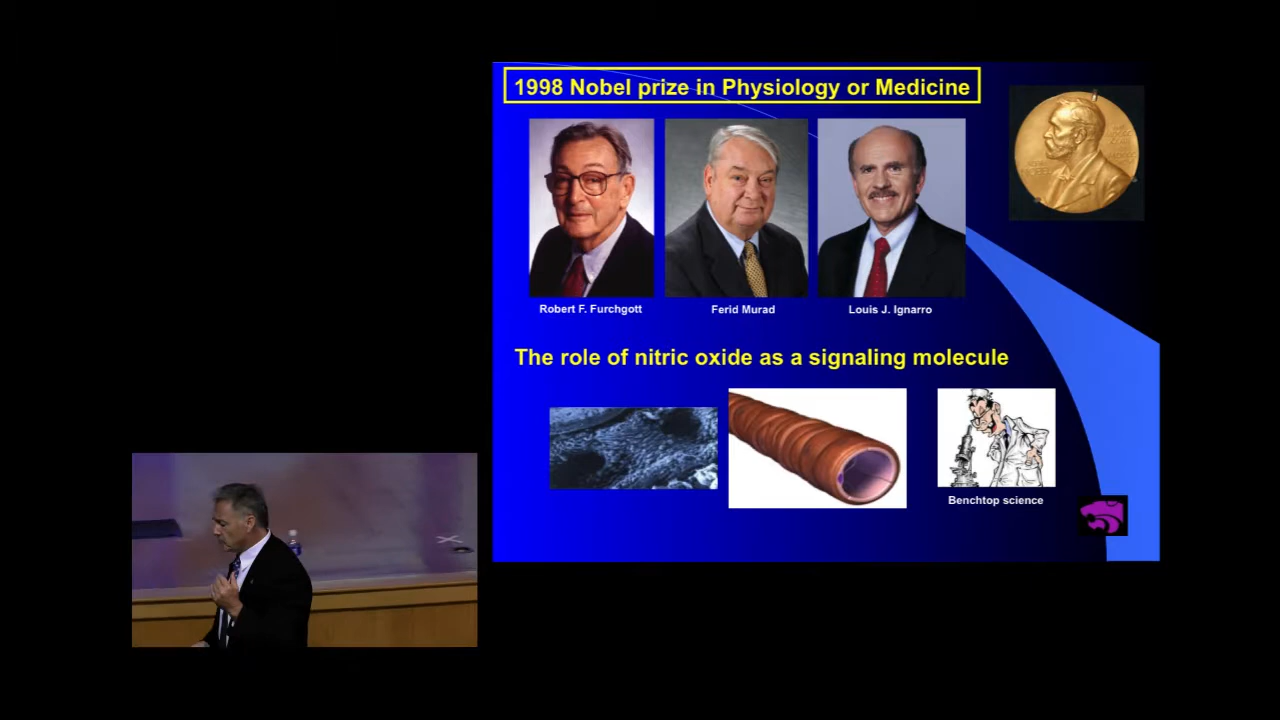 1998 Nobel prize in Physiology or Medicine
Robert F. Furchgott
Ferid Murad
Louis J. Ignarro
The role of nitric oxide as a signaling molecule
Benchtop science